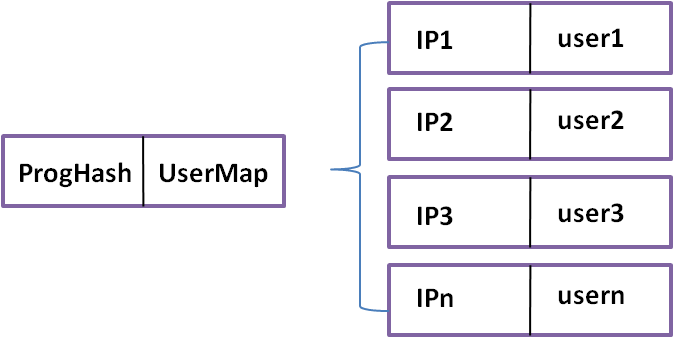 IP1 user1
IP2 user2
ProgHash UserMap
IP3 user3
IPn usern